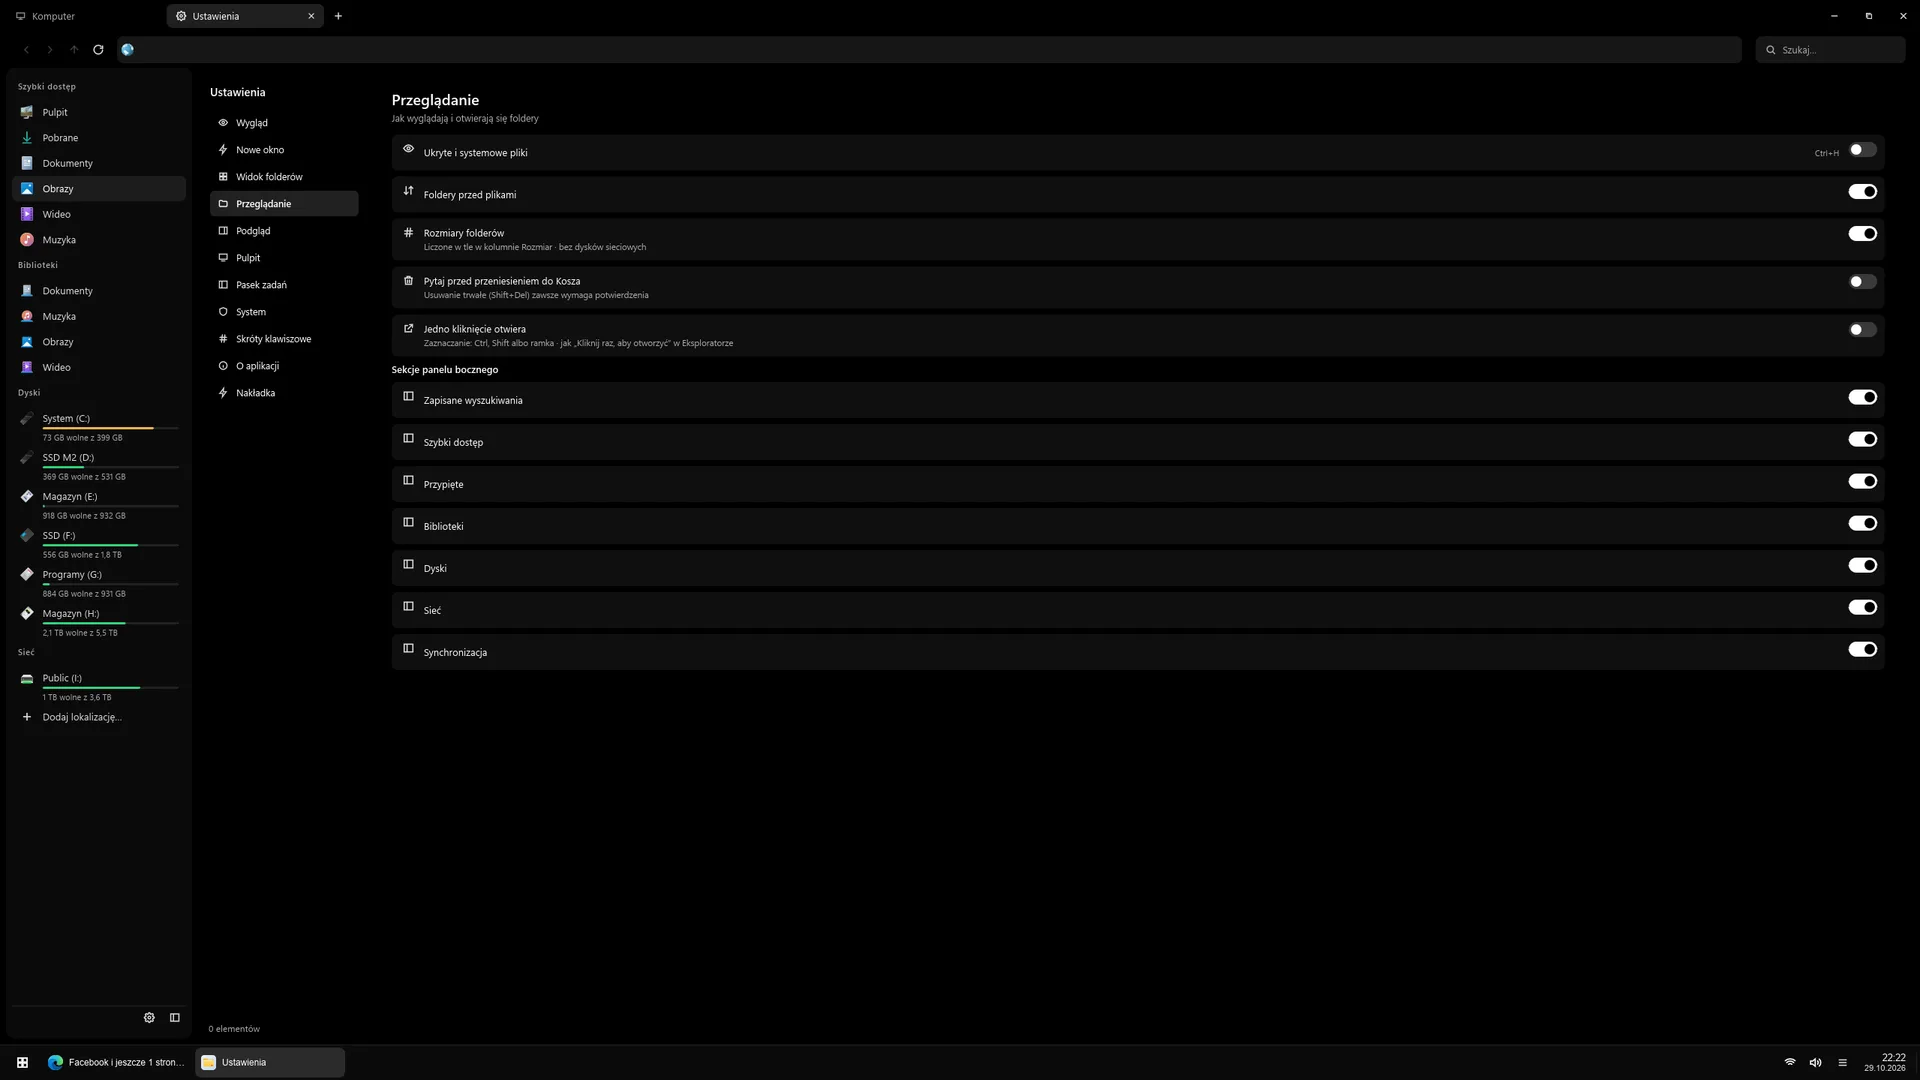 Komputer
Ustawienia
Szukaj...
Szybki dostęp
Pulpit
Pobrane
Dokumenty
Obrazy
Wideo
Muzyka
Biblioteki
Dokumenty
Muzyka
Obrazy
Wideo
Dyski
System (C:)
73 GB wolne z 399 GB
SSD M2 (D:)
369 GB wolne z 531 GB
Magazyn (E:)
918 GB wolne z 932 GB
SSD (F:)
556 GB wolne z 1,8 TB
Programy (G:)
884 GB wolne z 931 GB
Magazyn (H:)
2,1 TB wolne z 5,5 TB
Sieć
Public (I:)
1 TB wolne z 3,6 TB
Dodaj lokalizację...
Ustawienia
Wygląd
Nowe okno
Widok folderów
Przeglądanie
Podgląd
Pulpit
Pasek zadań
System
Skróty klawiszowe
O aplikacji
Nakładka
Przeglądanie
Jak wyglądają i otwierają się foldery
Ukryte i systemowe pliki
Ctrl+H
Foldery przed plikami
Rozmiary folderów
Liczone w tle w kolumnie Rozmiar · bez dysków sieciowych
Pytaj przed przeniesieniem do Kosza
Usuwanie trwałe (Shift+Del) zawsze wymaga potwierdzenia
Jedno kliknięcie otwiera
Zaznaczanie: Ctrl, Shift albo ramka · jak „Kliknij raz, aby otworzyć” w Eksploratorze
Sekcje panelu bocznego
Zapisane wyszukiwania
Szybki dostęp
Przypięte
Biblioteki
Dyski
Sieć
Synchronizacja
0 elementów
Facebook i jeszcze 1 stron...
Ustawienia
22:22
29.10.2026